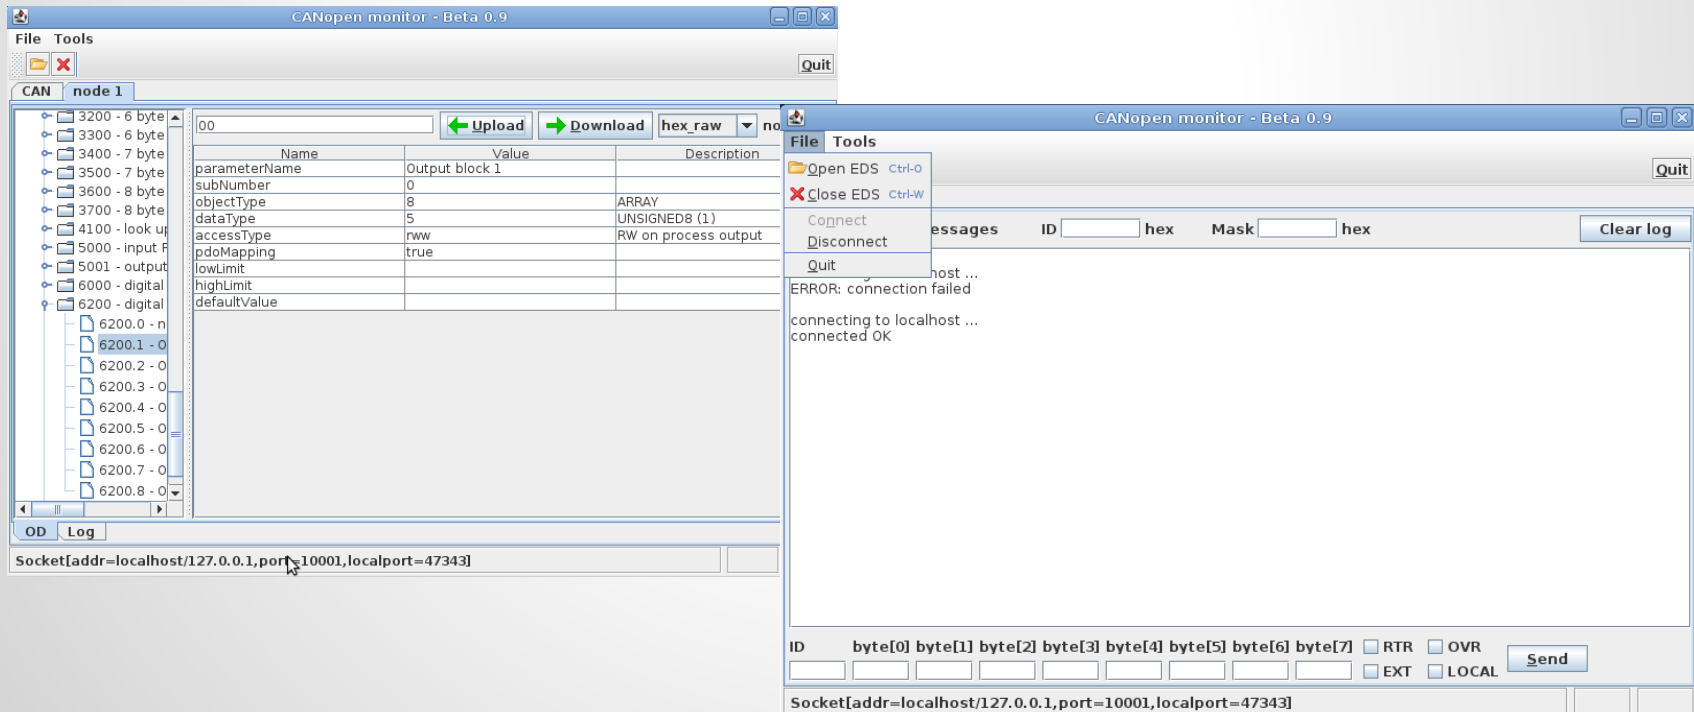 CANopen monitor - Beta 0.9
File Tools
Quit
CAN node 1
3200 - 6 byte
3300 - 6 byte
3400 - 7 byte
3500 - 7 byte
3600 - 8 byte
3700 - 8 byte
4100 - look up
5000 - input F
5001 - output
6000 - digital
6200 - digital
6200.0 - n
6200.1 - O
6200.2 - O
6200.3 - O
6200.4 - O
6200.5 - O
6200.6 - O
6200.7 - O
6200.8 - O
00 Upload Download hex_raw no
Name Value Description
parameterName Output block 1
subNumber 0
objectType 8 ARRAY
dataType 5 UNSIGNED8 (1)
accessType rww RW on process output
pdoMapping true
lowLimit
highLimit
defaultValue
OD Log
Socket[addr=localhost/127.0.0.1,port=10001,localport=47343]
CANopen monitor - Beta 0.9
File Tools
Quit
Open EDS Ctrl-O
Close EDS Ctrl-W
Connect
Disconnect
Quit
essages ID hex Mask hex Clear log
host ...
ERROR: connection failed
connecting to localhost ...
connected OK
ID byte[0] byte[1] byte[2] byte[3] byte[4] byte[5] byte[6] byte[7] RTR OVR
EXT LOCAL Send
Socket[addr=localhost/127.0.0.1,port=10001,localport=47343]